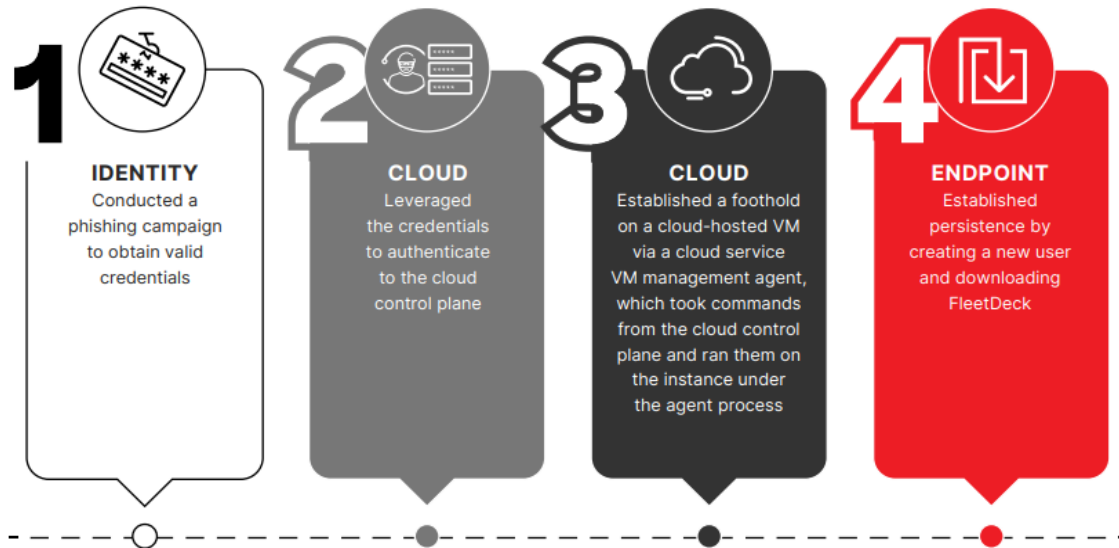 1
****
IDENTITY
Conducted a
phishing campaign
to obtain valid
credentials
2
CLOUD
Leveraged
the credentials
to authenticate
to the cloud
control plane
3
CLOUD
Established a foothold
on a cloud-hosted VM
via a cloud service
VM management agent,
which took commands
from the cloud control
plane and ran them on
the instance under
the agent process
4
ENDPOINT
Established
persistence by
creating a new user
and downloading
FleetDeck